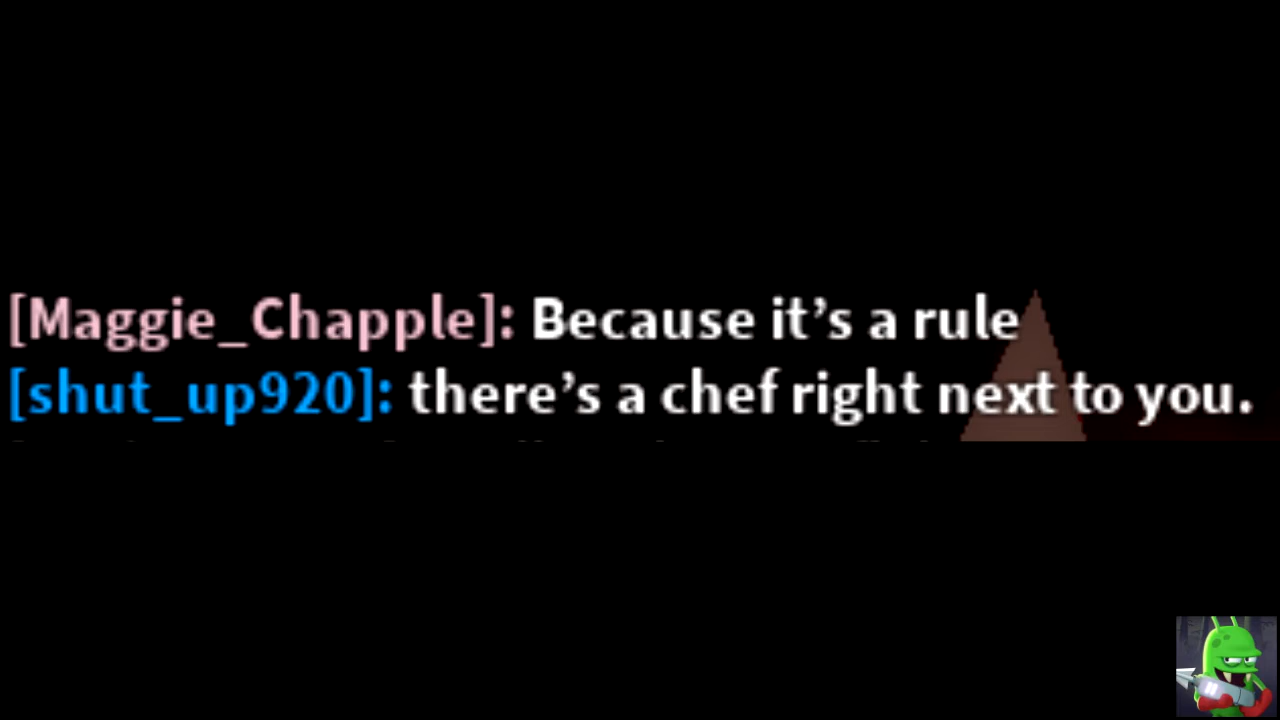 [Maggie_Chapple]: Because it’s a rule
[shut_up920]: there’s a chef right next to you.